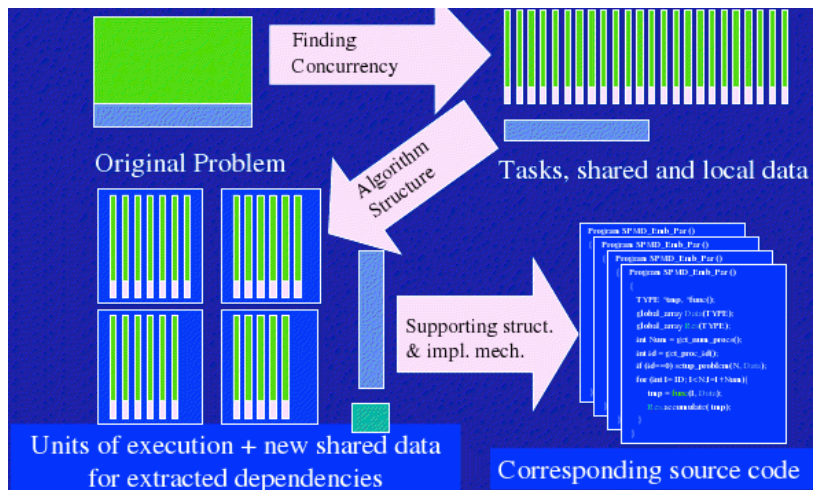 Finding
Concurrency
Original Problem
Tasks, shared and local data
Algorithm
Structure
Units of execution + new shared data
for extracted dependencies
Supporting struct.
& impl. mech.
Program SPMD_Emb_Par ()
{
Program SPMD_Emb_Par ()
{
Program SPMD_Emb_Par ()
{
Program SPMD_Emb_Par ()
{
TYPE *tmp, *func();
global_array Data(TYPE);
global_array Res(TYPE);
int Num = get_num_procs();
int id = get_proc_id();
if (id==0) setup_problem(N, Data);
for (int I= ID; I<N;I=I+Num){
tmp = func(I, Data);
Res.accumulate( tmp);
}
}
Corresponding source code